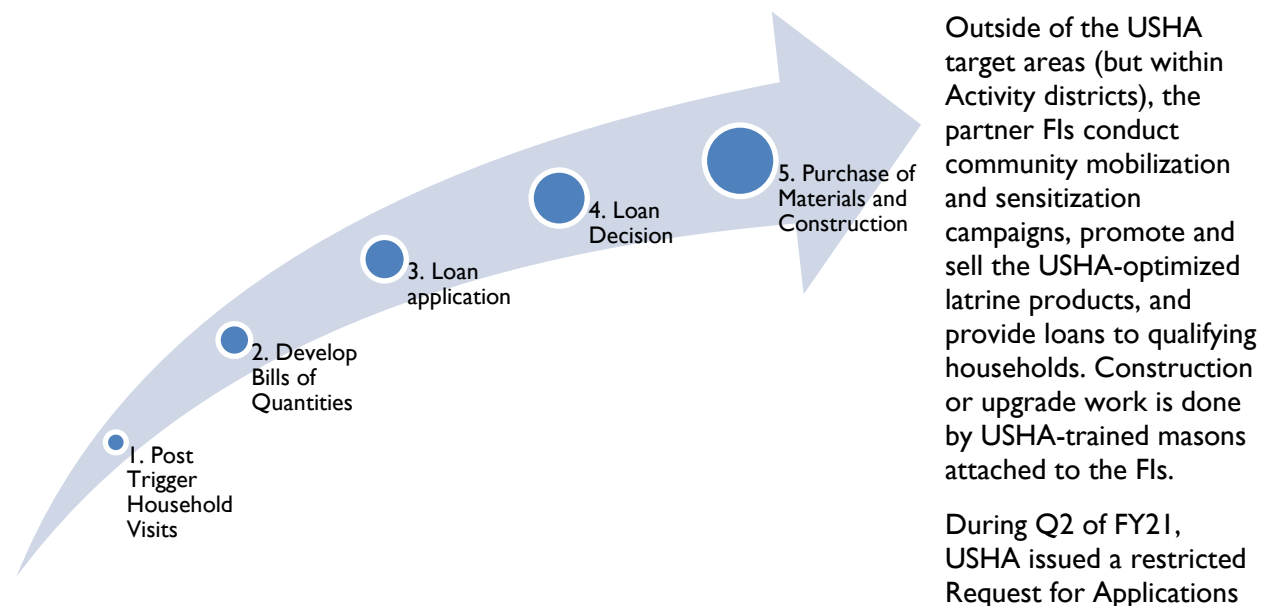 1. Post
Trigger
Household
Visits
2. Develop
Bills of
Quantities
3. Loan
application
4. Loan
Decision
5. Purchase of
Materials and
Construction
Outside of the USHA
target areas (but within
Activity districts), the
partner FIs conduct
community mobilization
and sensitization
campaigns, promote and
sell the USHA-optimized
latrine products, and
provide loans to qualifying
households. Construction
or upgrade work is done
by USHA-trained masons
attached to the FIs.
During Q2 of FY21,
USHA issued a restricted
Request for Applications